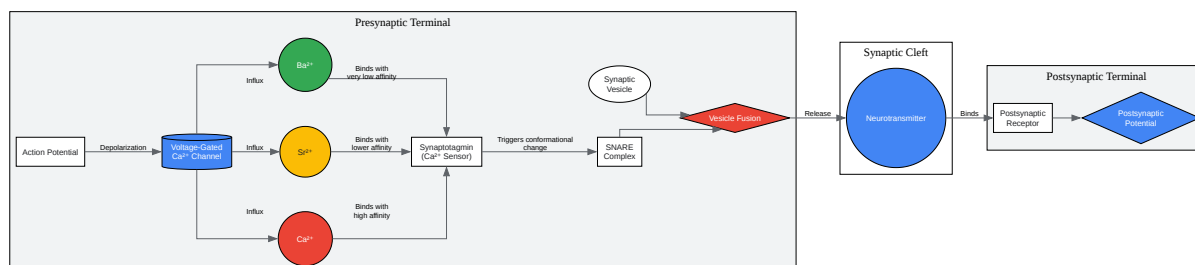 Presynaptic Terminal
Action Potential
Depolarization
Voltage-Gated
Ca²⁺ Channel
Influx
Ba²⁺
Binds with
very low affinity
Influx
Sr²⁺
Binds with
lower affinity
Influx
Ca²⁺
Binds with
high affinity
Synaptotagmin
(Ca²⁺ Sensor)
Triggers conformational
change
Synaptic
Vesicle
SNARE
Complex
Vesicle Fusion
Release
Synaptic Cleft
Neurotransmitter
Binds
Postsynaptic Terminal
Postsynaptic
Receptor
Postsynaptic
Potential